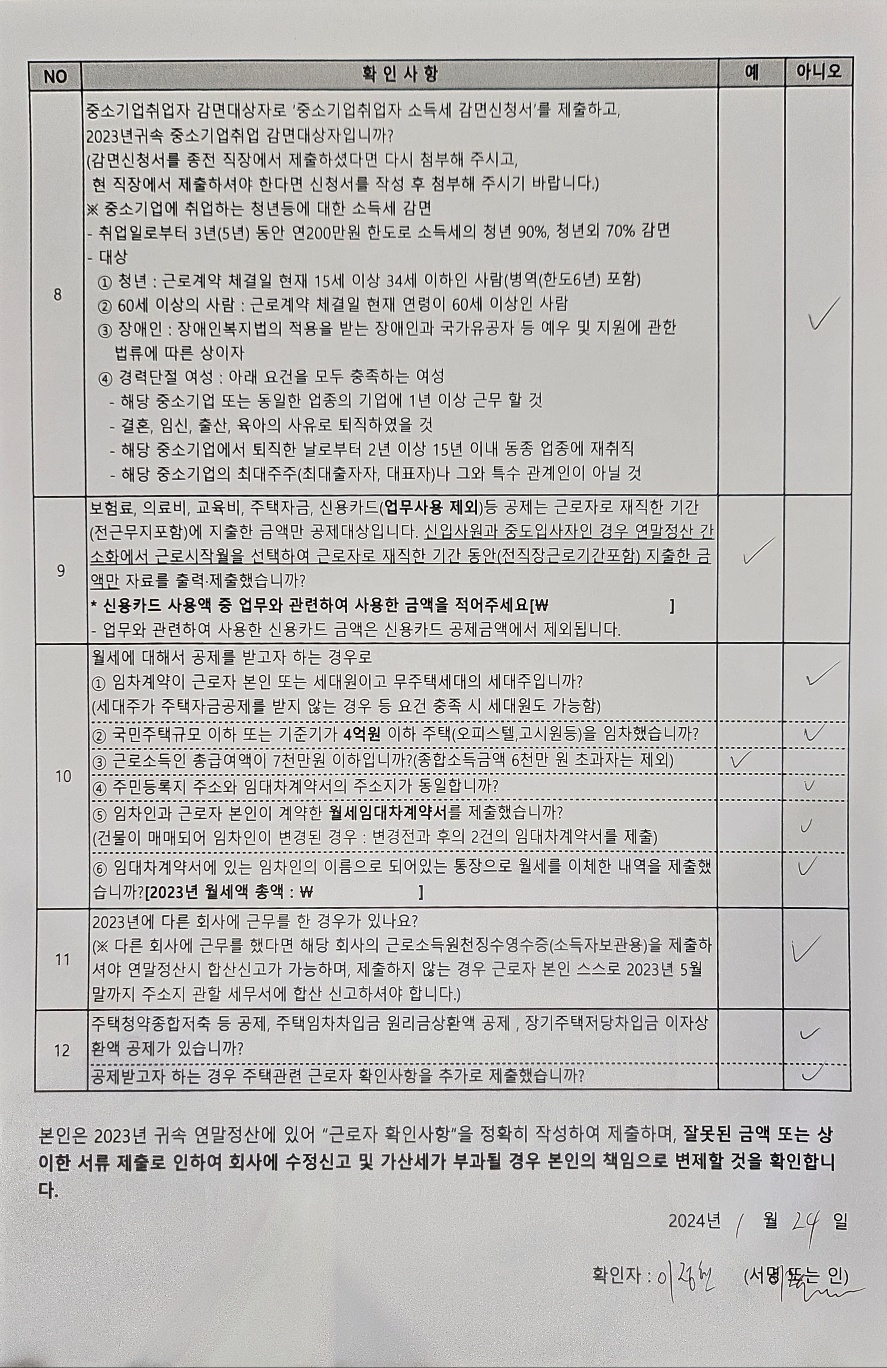 NO 확 인 사 항 예 아니오
중소기업취업자 감면대상자로 '중소기업취업자 소득세 감면신청서'를 제출하고,
2023년귀속 중소기업취업 감면대상자입니까?
(감면신청서를 종전 직장에서 제출하셨다면 다시 첨부해 주시고,
현 직장에서 제출하셔야 한다면 신청서를 작성 후 첨부해 주시기 바랍니다.)
※ 중소기업에 취업하는 청년등에 대한 소득세 감면
- 취업일로부터 3년(5년) 동안 연200만원 한도로 소득세의 청년 90%, 청년외 70% 감면
- 대상
① 청년 : 근로계약 체결일 현재 15세 이상 34세 이하인 사람(병역(한도6년) 포함)
8
② 60세 이상의 사람 : 근로계약 체결일 현재 연령이 60세 이상인 사람
③ 장애인 : 장애인복지법의 적용을 받는 장애인과 국가유공자 등 예우 및 지원에 관한
법류에 따른 상이자
④ 경력단절 여성 : 아래 요건을 모두 충족하는 여성
- 해당 중소기업 또는 동일한 업종의 기업에 1년 이상 근무 할 것
- 결혼, 임신, 출산, 육아의 사유로 퇴직하였을 것
- 해당 중소기업에서 퇴직한 날로부터 2년 이상 15년 이내 동종 업종에 재취직
- 해당 중소기업의 최대주주(최대출자자, 대표자)나 그와 특수 관계인이 아닐 것
보험료, 의료비, 교육비, 주택자금, 신용카드(업무사용 제외)등 공제는 근로자로 재직한 기간
(전근무지포함)에 지출한 금액만 공제대상입니다. 신입사원과 중도입사자인 경우 연말정산 간
소화에서 근로시작월을 선택하여 근로자로 재직한 기간 동안(전직장근로기간포함) 지출한 금
9
액만 자료를 출력·제출했습니까?
* 신용카드 사용액 중 업무와 관련하여 사용한 금액을 적어주세요[₩ ]
- 업무와 관련하여 사용한 신용카드 금액은 신용카드 공제금액에서 제외됩니다.
월세에 대해서 공제를 받고자 하는 경우로
① 임차계약이 근로자 본인 또는 세대원이고 무주택세대의 세대주입니까?
(세대주가 주택자금공제를 받지 않는 경우 등 요건 충족 시 세대원도 가능함)
② 국민주택규모 이하 또는 기준기가 4억원 이하 주택(오피스텔,고시원등)을 임차했습니까?
③ 근로소득인 총급여액이 7천만원 이하입니까?(종합소득금액 6천만 원 초과자는 제외)
10
④ 주민등록지 주소와 임대차계약서의 주소지가 동일합니까?
⑤ 임차인과 근로자 본인이 계약한 월세임대차계약서를 제출했습니까?
(건물이 매매되어 임차인이 변경된 경우 : 변경전과 후의 2건의 임대차계약서를 제출)
⑥ 임대차계약서에 있는 임차인의 이름으로 되어있는 통장으로 월세를 이체한 내역을 제출했
습니까?[2023년 월세액 총액 : ₩ ]
2023년에 다른 회사에 근무를 한 경우가 있나요?
(※ 다른 회사에 근무를 했다면 해당 회사의 근로소득원천징수영수증(소득자보관용)을 제출하
11
셔야 연말정산시 합산신고가 가능하며, 제출하지 않는 경우 근로자 본인 스스로 2023년 5월
말까지 주소지 관할 세무서에 합산 신고하셔야 합니다.)
주택청약종합저축 등 공제, 주택임차차입금 원리금상환액 공제 , 장기주택저당차입금 이자상
12
환액 공제가 있습니까?
공제받고자 하는 경우 주택관련 근로자 확인사항을 추가로 제출했습니까?
본인은 2023년 귀속 연말정산에 있어 "근로자 확인사항"을 정확히 작성하여 제출하며, 잘못된 금액 또는 상
이한 서류 제출로 인하여 회사에 수정신고 및 가산세가 부과될 경우 본인의 책임으로 변제할 것을 확인합니
다.
2024년 1 월 24 일
확인자 : (서명 또는 인)